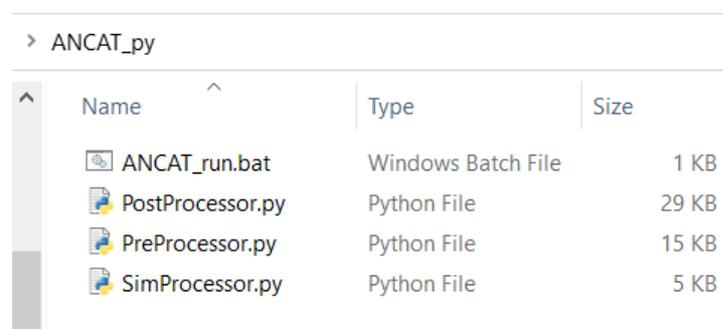 ANCAT_py
Name Type Size
ANCAT_run.bat Windows Batch File 1 KB
PostProcessor.py Python File 29 KB
PreProcessor.py Python File 15 KB
SimProcessor.py Python File 5 KB